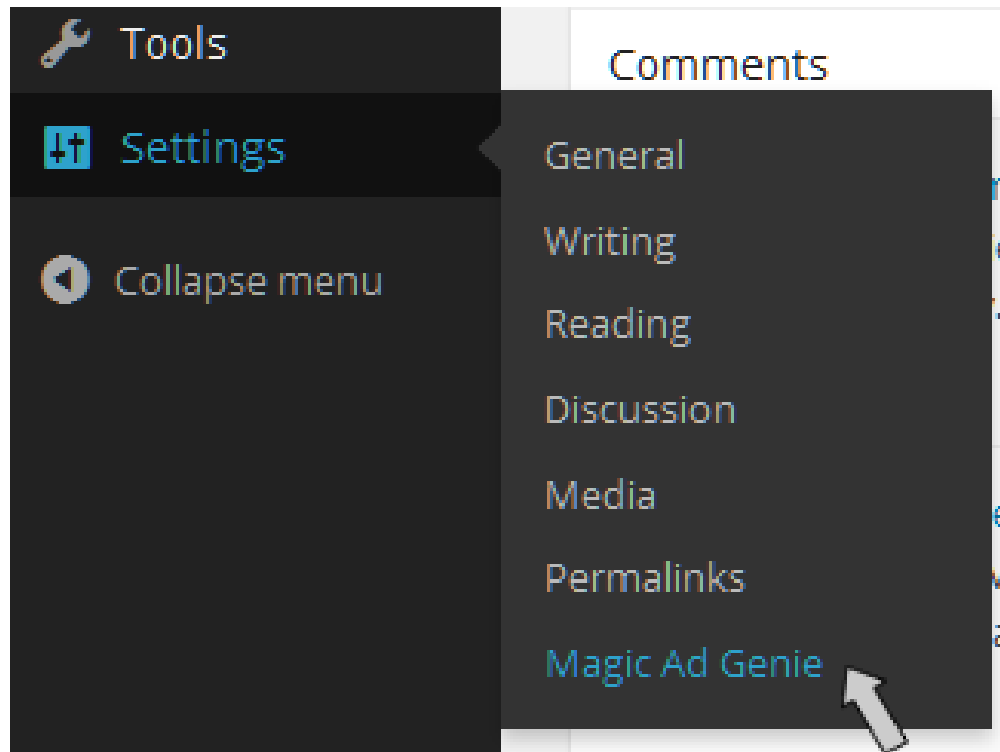 Tools
Settings
Collapse menu
Comments
General
Writing
Reading
Discussion
Media
Permalinks
Magic Ad Genie